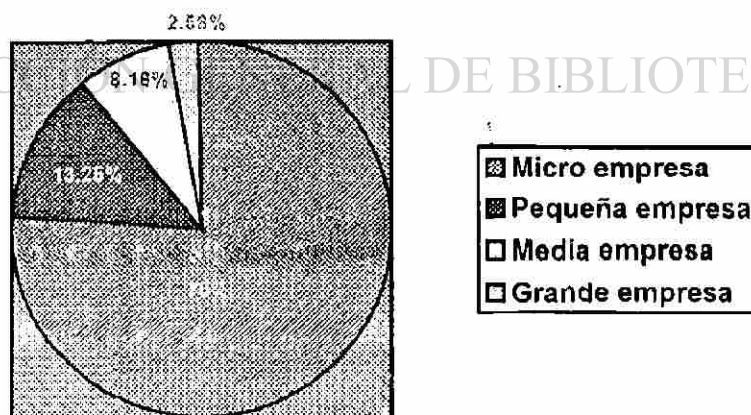 2.58%
8.16%
L DE BIBLIOTE
13.25%
Micro empresa
Pequeña empresa
Media empresa
Grande empresa